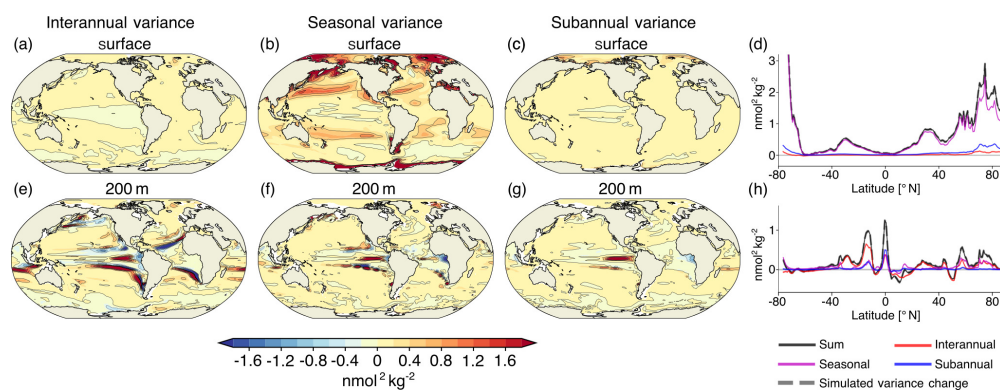 Interannual variance
surface
Seasonal variance
surface
Subannual variance
surface
(a)
(b)
(c)
(d)
3
2
1
0
nmol² kg⁻²
-80
-40
0
40
80
Latitude [° N]
200 m
200 m
200 m
(e)
(f)
(g)
(h)
1
0
nmol² kg⁻²
-80
-40
0
40
80
Latitude [° N]
-1.6 -1.2 -0.8 -0.4 0 0.4 0.8 1.2 1.6
nmol² kg⁻²
Sum
Interannual
Seasonal
Subannual
Simulated variance change